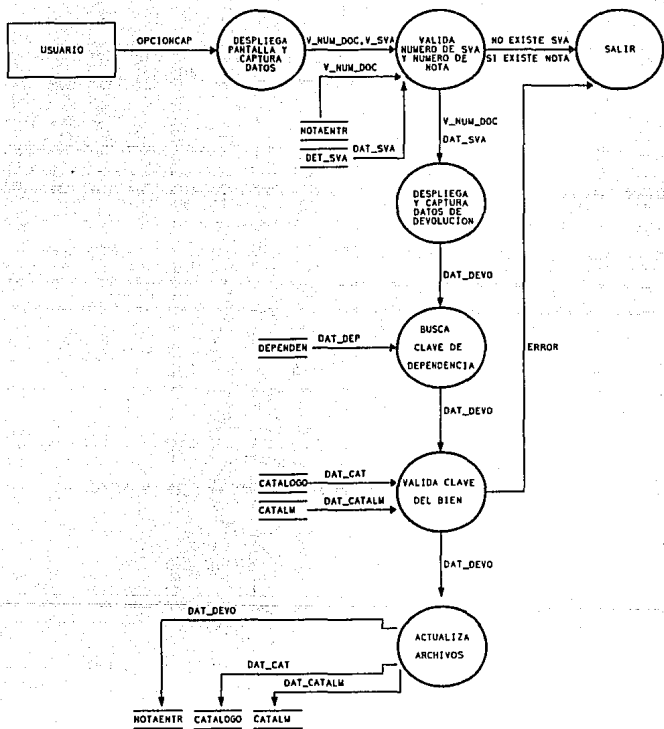 USUARIO
OPCIONCAP
DESPLIEGA
PANTALLA Y
CAPTURA
DATOS
V_NUM_DOC,V_SVA
VALIDA
NUMERO DE SVA
Y NUMERO DE
NOTA
NO EXISTE SVA
SI EXISTE NOTA
SALIR
V_NUM_DOC
NOTAENTR
DET_SVA
DAT_SVA
V_NUM_DOC
DAT_SVA
DESPLIEGA
Y CAPTURA
DATOS DE
DEVOLUCION
DAT_DEVO
DEPENDEN
DAT_DEP
BUSCA
CLAVE DE
DEPENDENCIA
ERROR
DAT_DEVO
CATALOGO
DAT_CAT
CATALM
DAT_CATALM
VALIDA CLAVE
DEL BIEN
DAT_DEVO
ACTUALIZA
ARCHIVOS
DAT_DEVO
DAT_CAT
DAT_CATALM
NOTAENTR
CATALOGO
CATALM